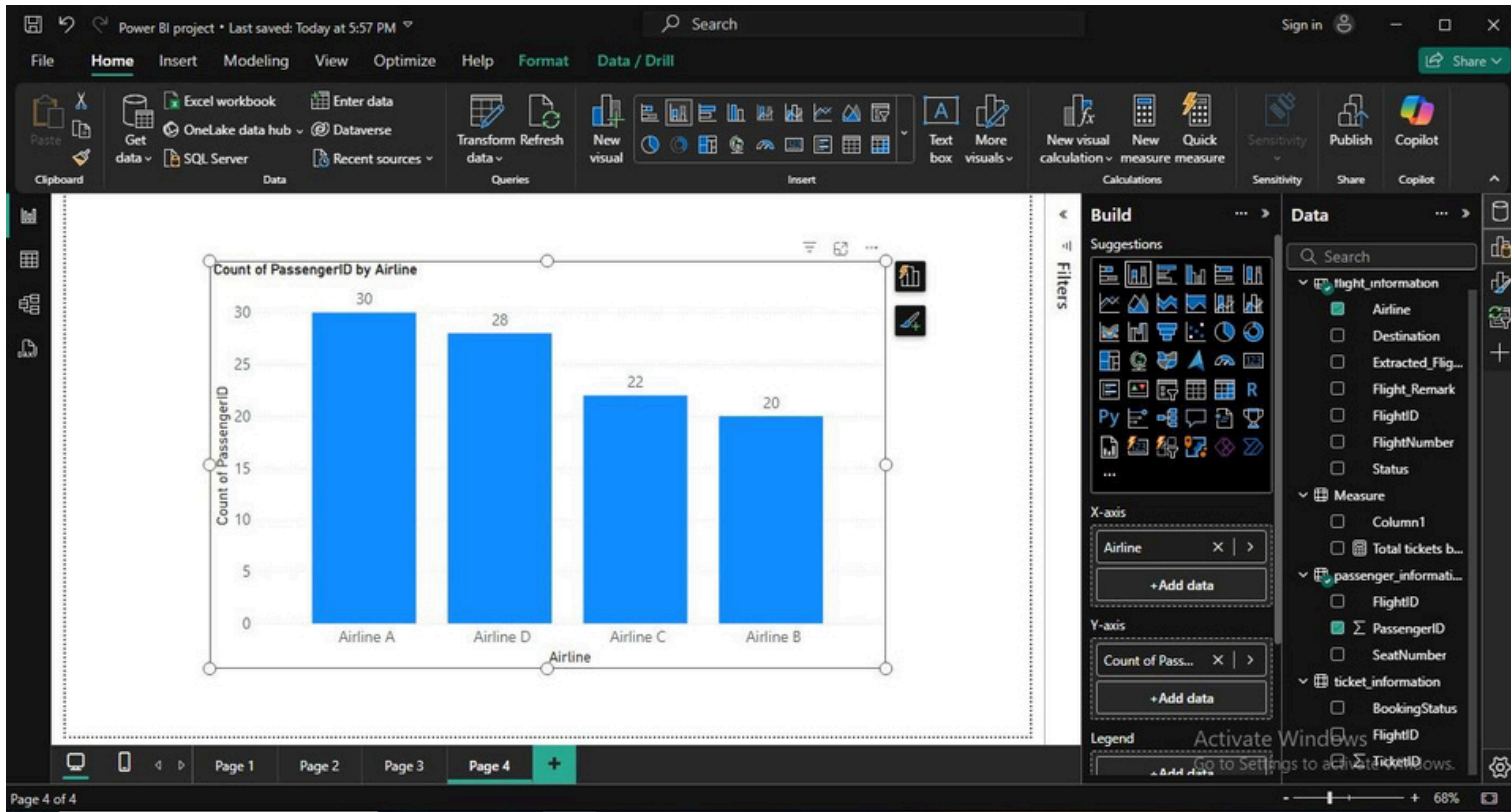 Power BI project • Last saved: Today at 5:57 PM
Search
Sign in
File Home Insert Modeling View Optimize Help Format Data / Drill
Share
Paste
Clipboard
Get data
Excel workbook
OneLake data hub
SQL Server
Enter data
Dataverse
Recent sources
Data
Transform data
Refresh
Queries
New visual
Text box
More visuals
Insert
New visual calculation
New measure
Quick measure
Calculations
Sensitivity
Sensitivity
Publish
Share
Copilot
Copilot
Count of PassengerID by Airline
Count of PassengerID
30
25
20
15
10
5
0
30
28
22
20
Airline A
Airline D
Airline C
Airline B
Airline
Filters
Build
Suggestions
123
R
Py
...
X-axis
Airline
+Add data
Y-axis
Count of Pass...
+Add data
Legend
+Add data
Data
Search
flight_information
Airline
Destination
Extracted_Flig...
Flight_Remark
FlightID
FlightNumber
Status
Measure
Column1
Total tickets b...
passenger_informati...
FlightID
PassengerID
SeatNumber
ticket_information
BookingStatus
FlightID
TicketID
Activate Windows
Go to Settings to activate Windows.
Page 1
Page 2
Page 3
Page 4
Page 4 of 4
68%